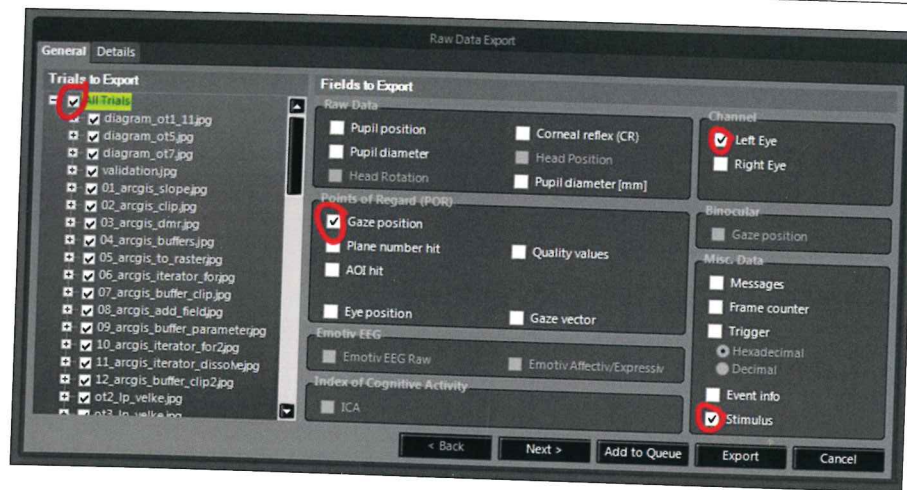 Raw Data Export
General Details
Trials to Export
All Trials
diagram_ot1_11.jpg
diagram_ot5.jpg
diagram_ot7.jpg
validation.jpg
01_arcgis_slope.jpg
02_arcgis_clip.jpg
03_arcgis_dmr.jpg
04_arcgis_buffers.jpg
05_arcgis_to_raster.jpg
06_arcgis_iterator_for.jpg
07_arcgis_buffer_clip.jpg
08_arcgis_add_field.jpg
09_arcgis_buffer_parameter.jpg
10_arcgis_iterator_for2.jpg
11_arcgis_iterator_dissolve.jpg
12_arcgis_buffer_clip2.jpg
ot2_lp_velke.jpg
ot3_lp_velke.jpg
Fields to Export
Raw Data
Pupil position
Corneal reflex (CR)
Pupil diameter
Head Position
Head Rotation
Pupil diameter [mm]
Points of Regard (POR)
Gaze position
Plane number hit
Quality values
AOI hit
Eye position
Gaze vector
Emotiv EEG
Emotiv EEG Raw
Emotiv Affectiv/Expressiv
Index of Cognitive Activity
ICA
Channel
Left Eye
Right Eye
Binocular
Gaze position
Misc. Data
Messages
Frame counter
Trigger
Hexadecimal
Decimal
Event info
Stimulus
< Back Next > Add to Queue Export Cancel